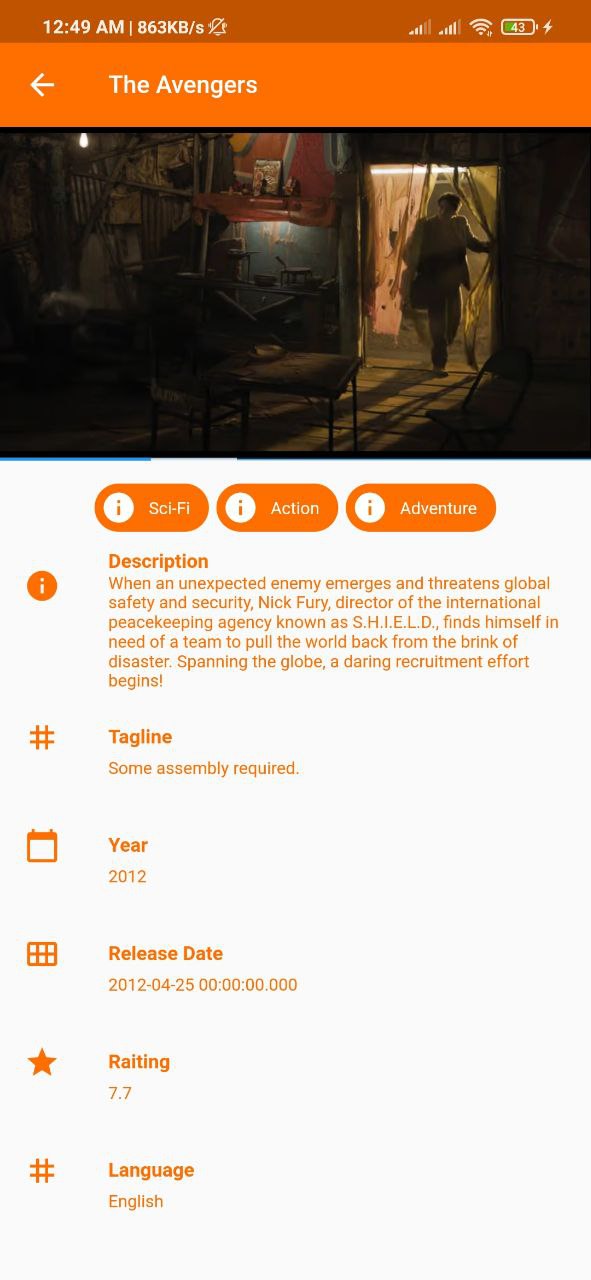 12:49 AM | 863KB/s
43
The Avengers
Sci-Fi
Action
Adventure
Description
When an unexpected enemy emerges and threatens global
safety and security, Nick Fury, director of the international
peacekeeping agency known as S.H.I.E.L.D., finds himself in
need of a team to pull the world back from the brink of
disaster. Spanning the globe, a daring recruitment effort
begins!
Tagline
Some assembly required.
Year
2012
Release Date
2012-04-25 00:00:00.000
Raiting
7.7
Language
English